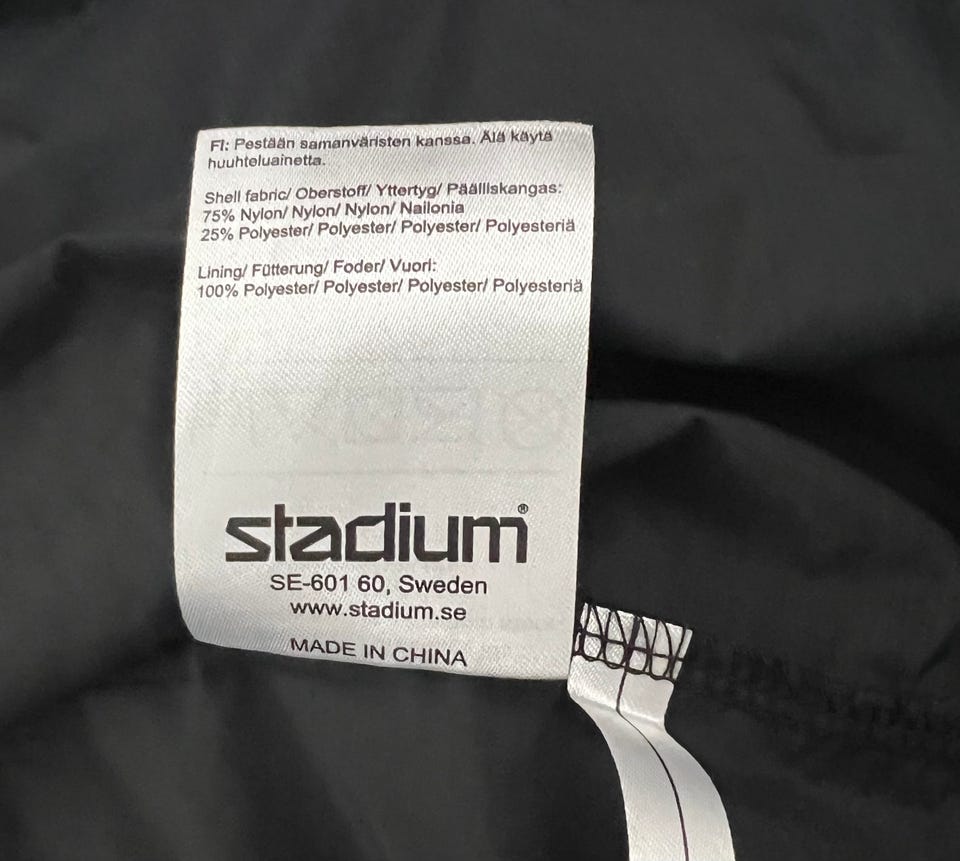 FI: Pestään samanväristen kanssa. Älä käytä
huuhteluainetta.
Shell fabric/ Oberstoff/ Yttertyg/ Päälliskangas:
75% Nylon/ Nylon/ Nylon/ Nailonia
25% Polyester/ Polyester/ Polyester/ Polyesteriä
Lining/ Fütterung/ Foder/ Vuori:
100% Polyester/ Polyester/ Polyester/ Polyesteriä
stadium®
SE-601 60, Sweden
www.stadium.se
MADE IN CHINA